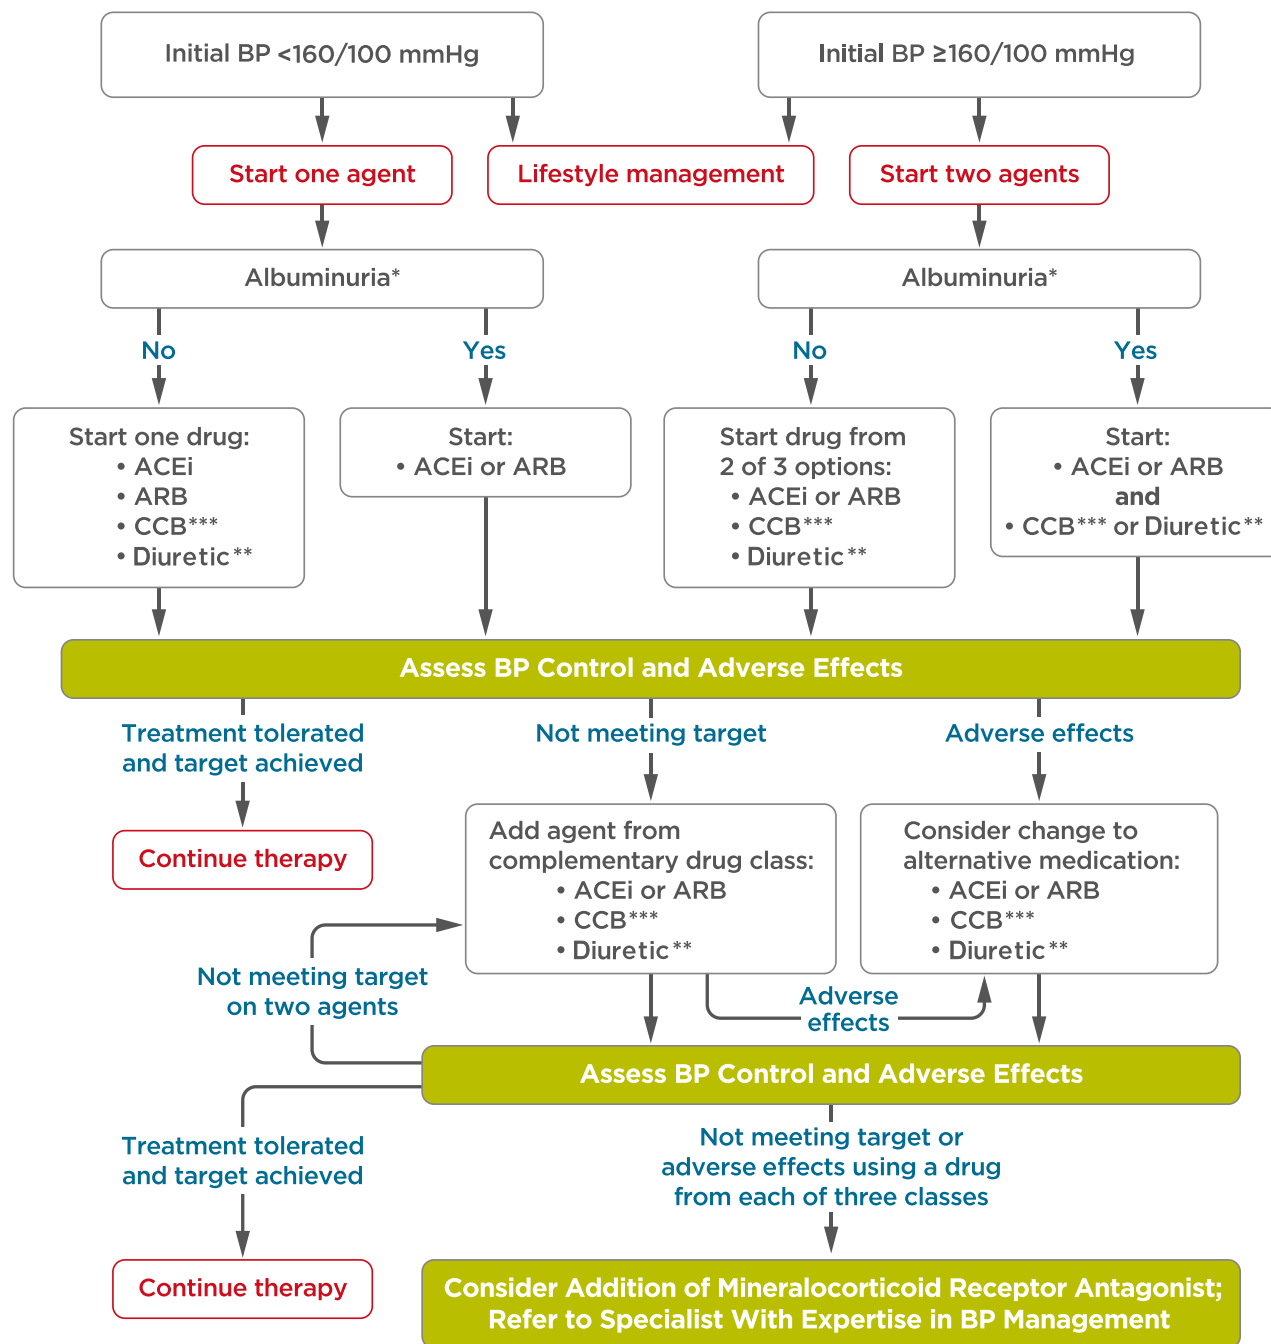 Initial BP <160/100 mmHg
Initial BP ≥160/100 mmHg
Start one agent
Lifestyle management
Start two agents
Albuminuria*
Albuminuria*
No
Yes
No
Yes
Start one drug:
• ACEi
• ARB
• CCB***
• Diuretic**
Start:
• ACEi or ARB
Start drug from
2 of 3 options:
• ACEi or ARB
• CCB***
• Diuretic**
Start:
• ACEi or ARB
and
• CCB*** or Diuretic**
Assess BP Control and Adverse Effects
Treatment tolerated
and target achieved
Not meeting target
Adverse effects
Continue therapy
Add agent from
complementary drug class:
• ACEi or ARB
• CCB***
• Diuretic**
Consider change to
alternative medication:
• ACEi or ARB
• CCB***
• Diuretic**
Not meeting target
on two agents
Adverse
effects
Assess BP Control and Adverse Effects
Treatment tolerated
and target achieved
Not meeting target or
adverse effects using a drug
from each of three classes
Continue therapy
Consider Addition of Mineralocorticoid Receptor Antagonist;
Refer to Specialist With Expertise in BP Management